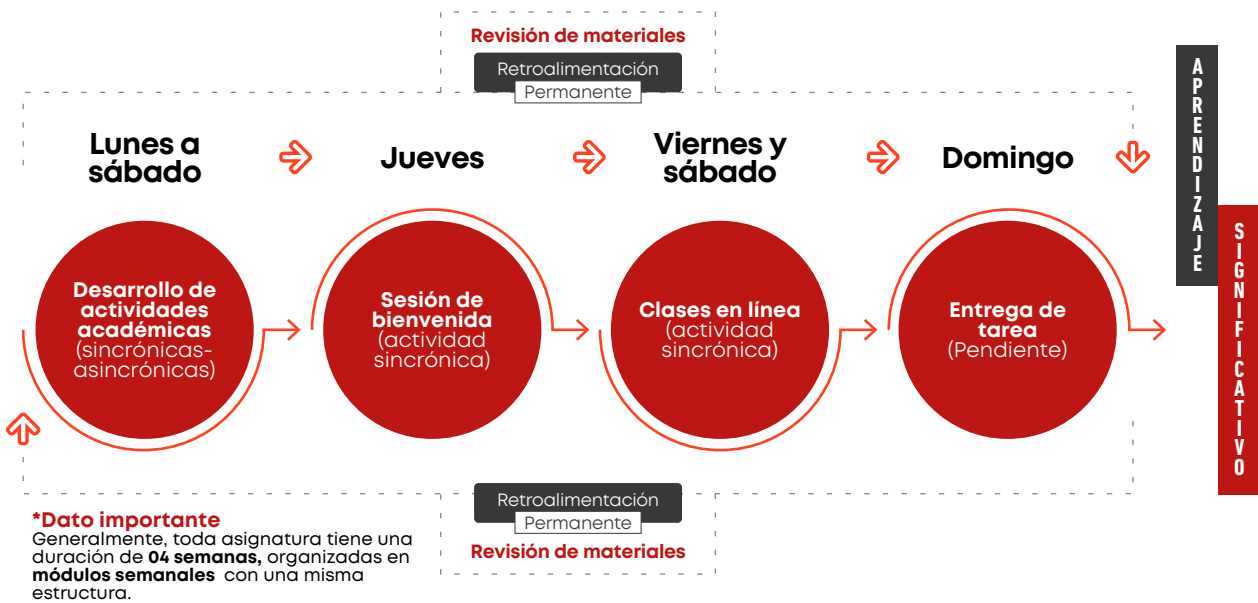 Revisión de materiales
Retroalimentación
Permanente
Lunes a
sábado
Jueves
Viernes y
sábado
Domingo
Desarrollo de
actividades
académicas
(sincrónicas-
asincrónicas)
Sesión de
bienvenida
(actividad
sincrónica)
Clases en línea
(actividad
sincrónica)
Entrega de
tarea
(Pendiente)
APRENDIZAJE
SIGNIFICATIVO
Retroalimentación
Permanente
Revisión de materiales
*Dato importante
Generalmente, toda asignatura tiene una
duración de 04 semanas, organizadas en
módulos semanales con una misma
estructura.